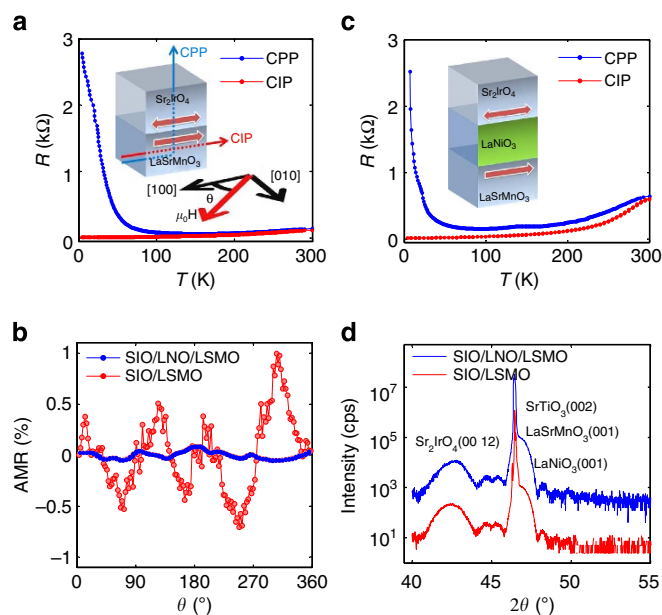 a
3
2
1
0
R (kΩ)
0
100
200
300
T (K)
CPP
CIP
CPP
Sr2IrO4
CIP
LaSrMnO3
[100]
[010]
θ
μ0H
c
3
2
1
0
R (kΩ)
0
100
200
300
T (K)
CPP
CIP
Sr2IrO4
LaNiO3
LaSrMnO3
b
SIO/LNO/LSMO
SIO/LSMO
1
0.5
0
−0.5
−1
AMR (%)
0
90
180
270
360
θ (°)
d
SIO/LNO/LSMO
SIO/LSMO
10^7
10^5
10^3
10^1
Intensity (cps)
SrTiO3(002)
LaSrMnO3(001)
Sr2IrO4(00 12)
LaNiO3(001)
40
45
50
55
2θ (°)